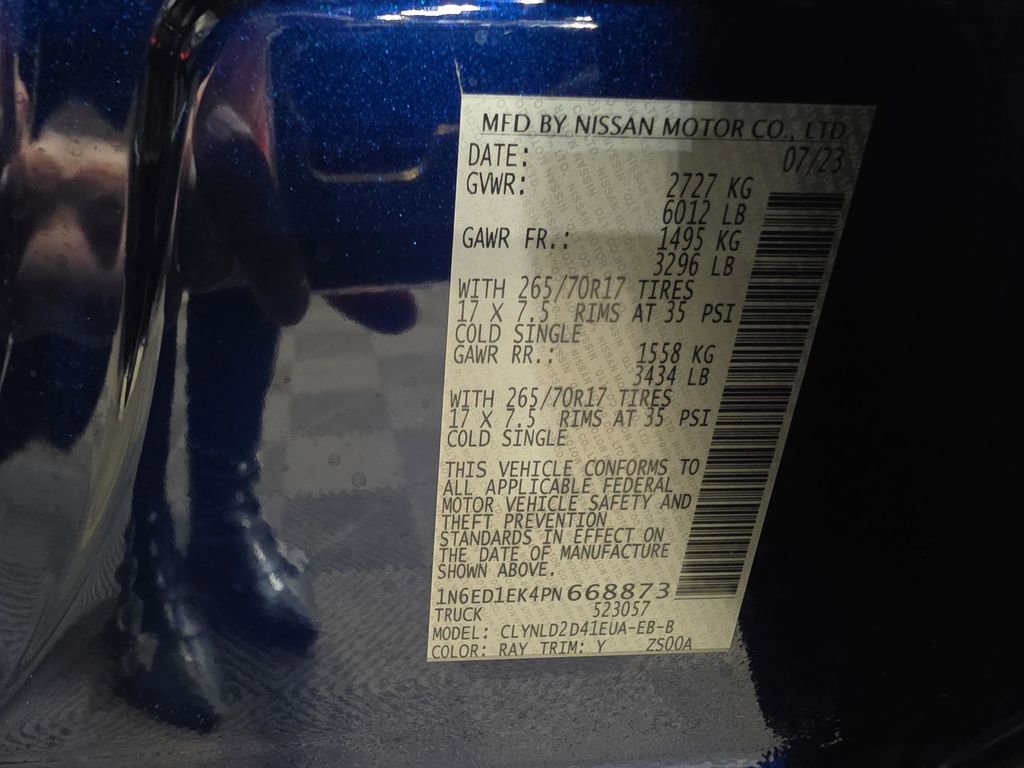 MFD BY NISSAN MOTOR CO., LTD
DATE: 07/23
GVWR: 2727 KG
6012 LB
GAWR FR.: 1495 KG
3296 LB
WITH 265/70R17 TIRES
17 X 7.5 RIMS AT 35 PSI
COLD SINGLE
GAWR RR.: 1558 KG
3434 LB
WITH 265/70R17 TIRES
17 X 7.5 RIMS AT 35 PSI
COLD SINGLE
THIS VEHICLE CONFORMS TO
ALL APPLICABLE FEDERAL
MOTOR VEHICLE SAFETY AND
THEFT PREVENTION
STANDARDS IN EFFECT ON
THE DATE OF MANUFACTURE
SHOWN ABOVE.
1N6ED1EK4PN668873
TRUCK 523057
MODEL: CLYNLD2D41EUA-EB-B
COLOR: RAY TRIM: Y ZS00A